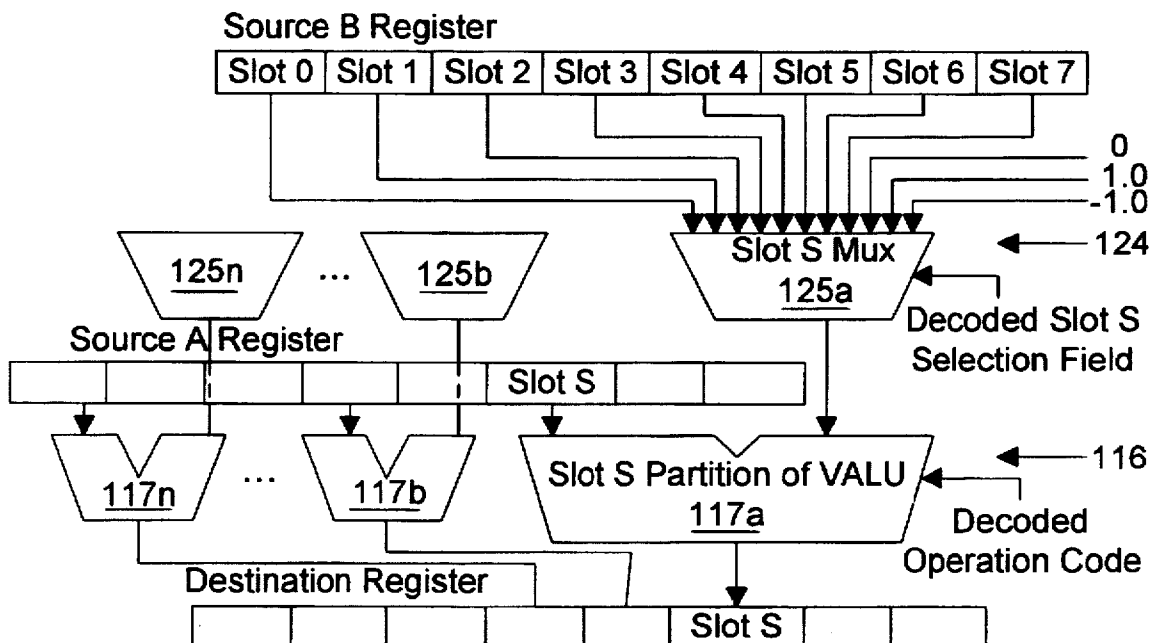 Source B Register
Slot 0 Slot 1 Slot 2 Slot 3 Slot 4 Slot 5 Slot 6 Slot 7
0
1.0
-1.0
Slot S Mux
124
125n ... 125b 125a
Decoded Slot S
Selection Field
Source A Register
Slot S
116
Slot S Partition of VALU
117n ... 117b 117a
Decoded
Operation Code
Destination Register
Slot S